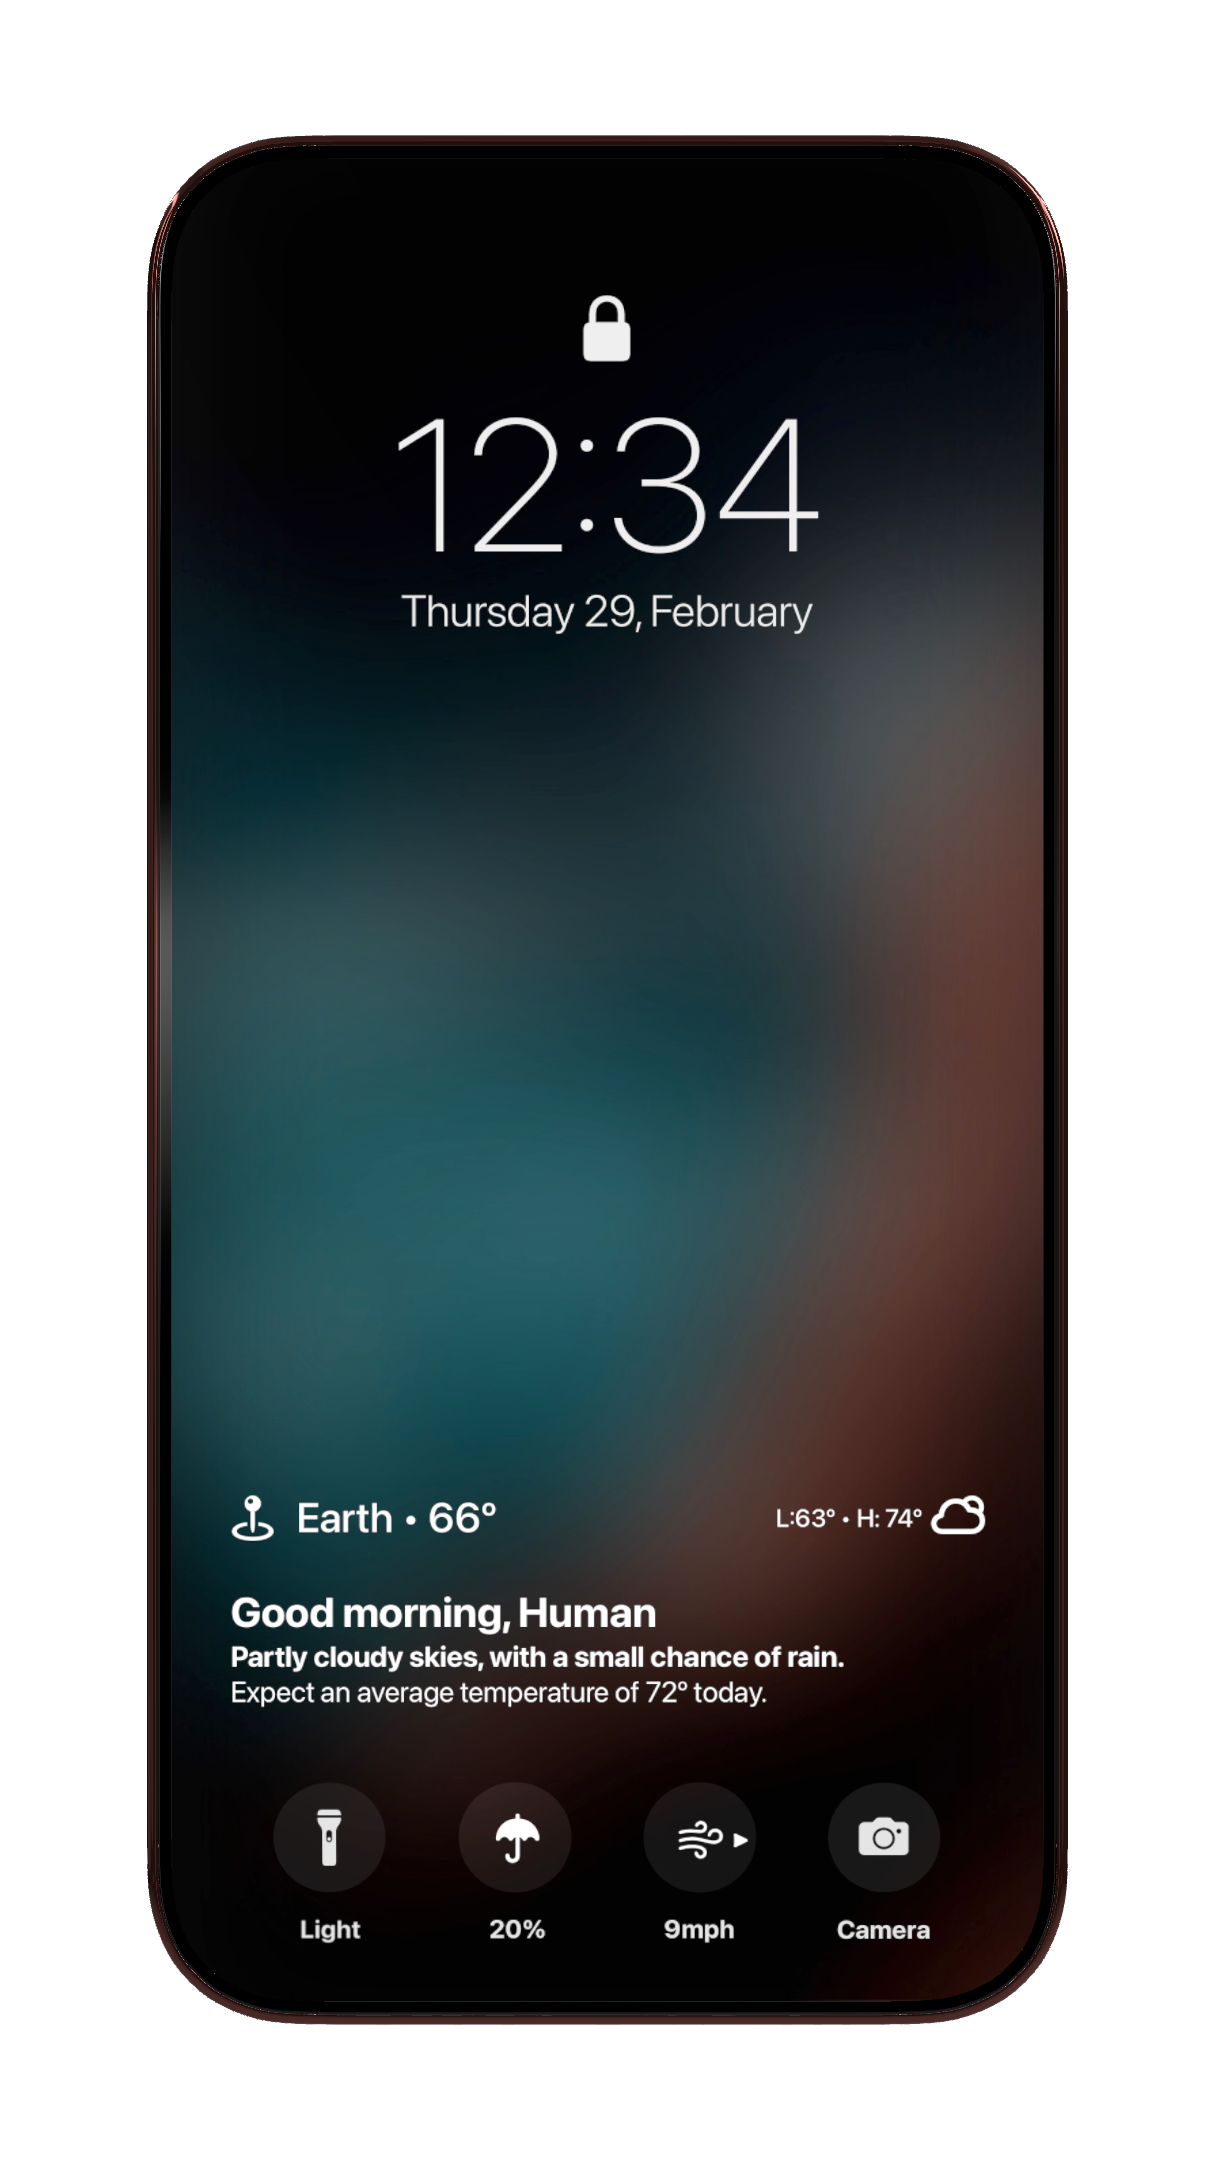 12:34
Thursday 29, February
Earth • 66°
L:63° • H: 74°
Good morning, Human
Partly cloudy skies, with a small chance of rain.
Expect an average temperature of 72° today.
Light
20%
9mph
Camera